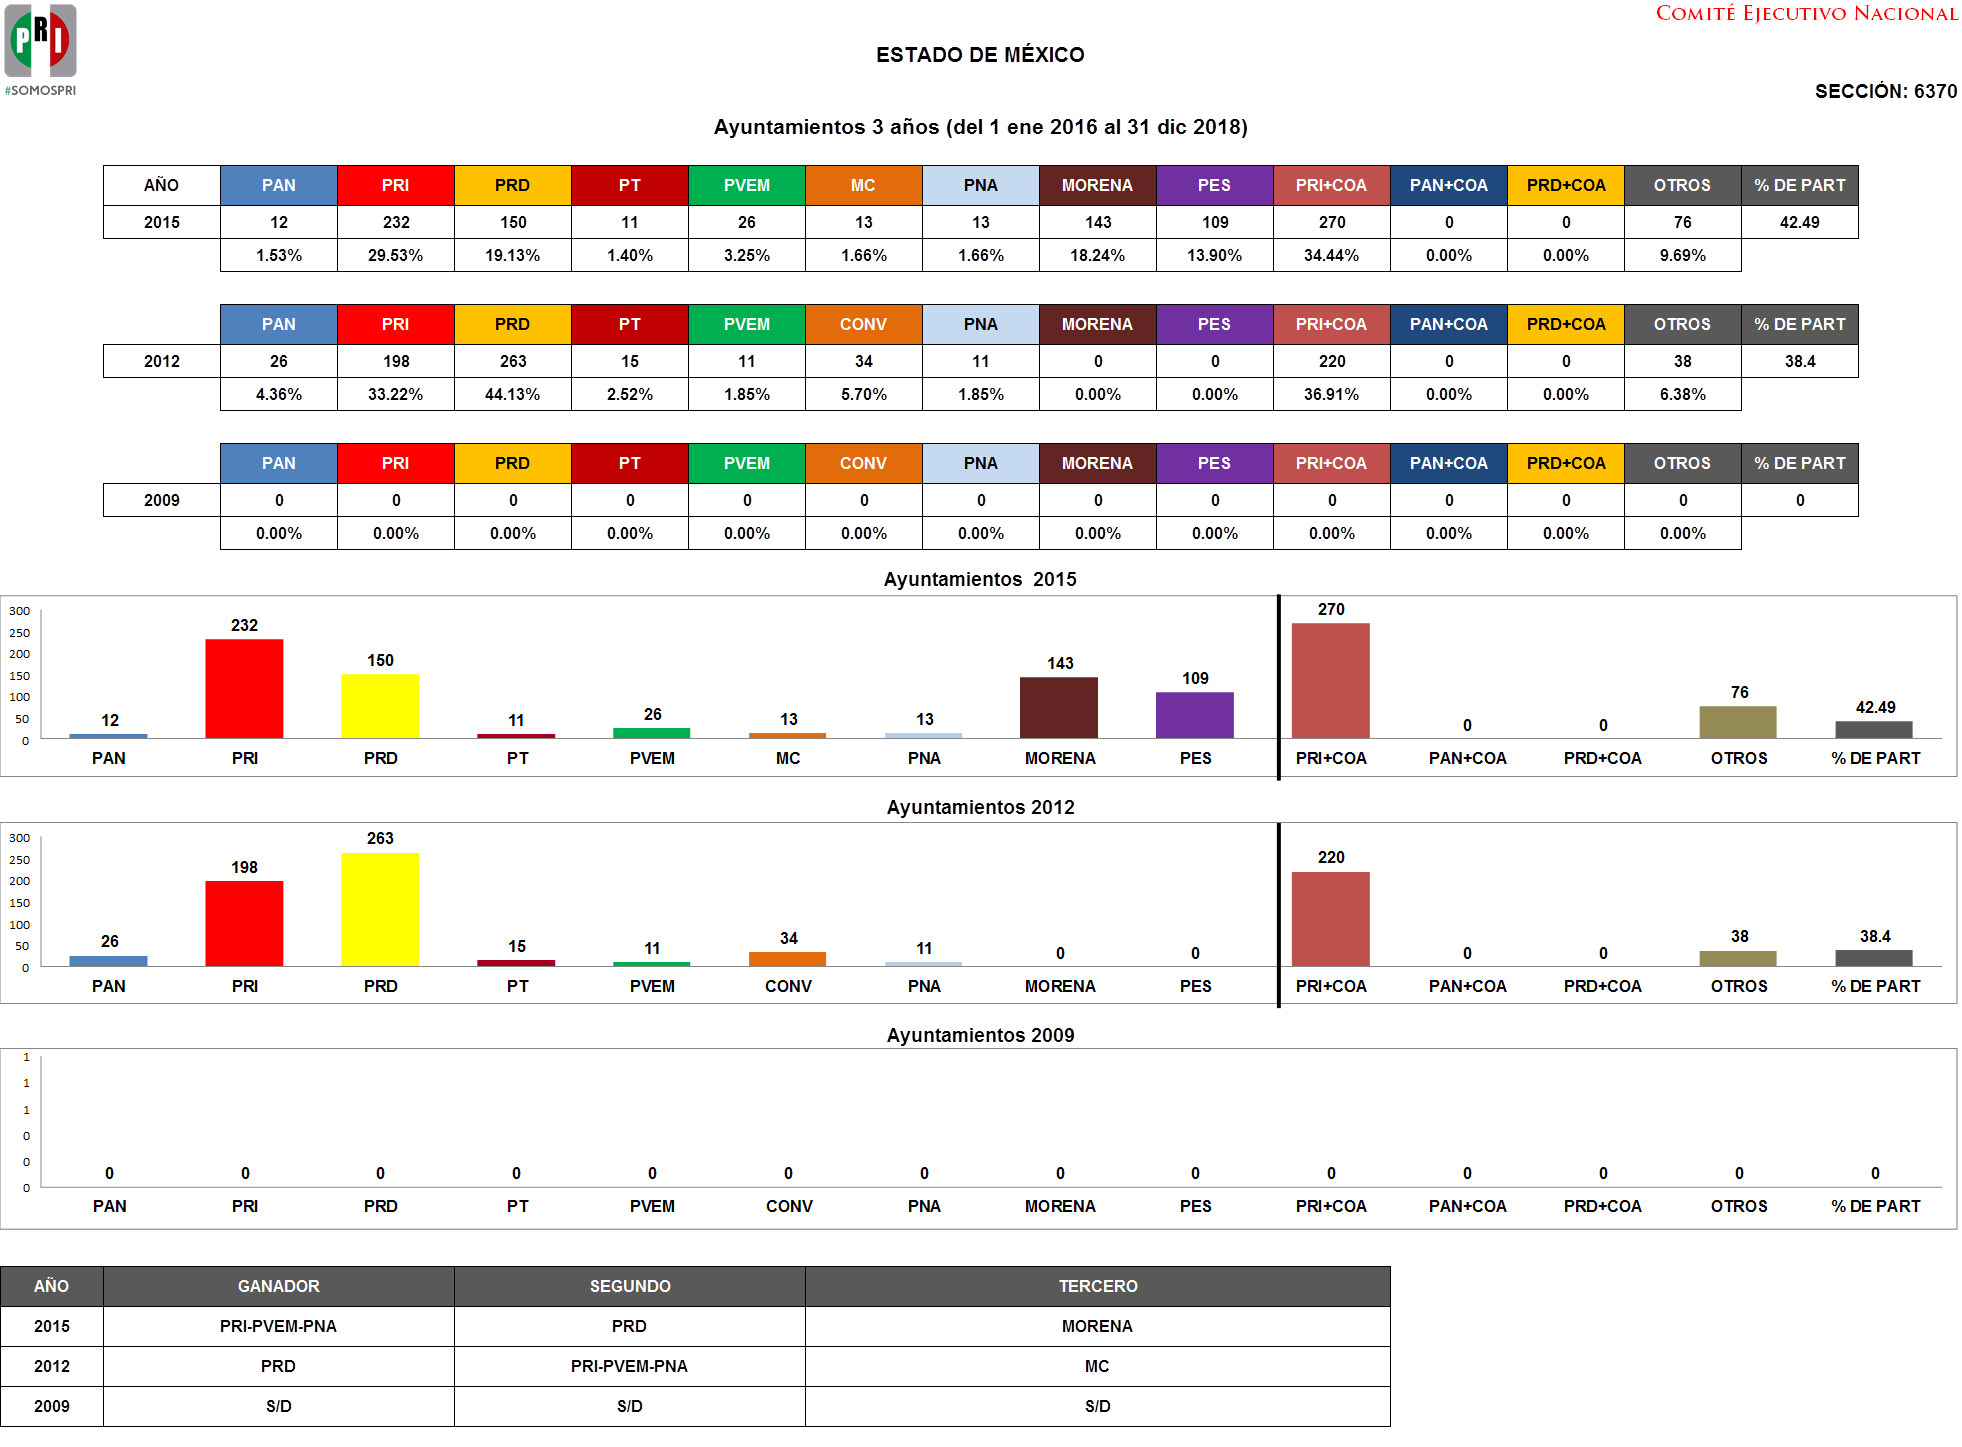 PRI
#SOMOSPRI
COMITÉ EJECUTIVO NACIONAL
ESTADO DE MÉXICO
SECCIÓN: 6370
Ayuntamientos 3 años (del 1 ene 2016 al 31 dic 2018)
AÑO PAN PRI PRD PT PVEM MC PNA MORENA PES PRI+COA PAN+COA PRD+COA OTROS % DE PART
2015 12 232 150 11 26 13 13 143 109 270 0 0 76 42.49
1.53% 29.53% 19.13% 1.40% 3.25% 1.66% 1.66% 18.24% 13.90% 34.44% 0.00% 0.00% 9.69%
PAN PRI PRD PT PVEM CONV PNA MORENA PES PRI+COA PAN+COA PRD+COA OTROS % DE PART
2012 26 198 263 15 11 34 11 0 0 220 0 0 38 38.4
4.36% 33.22% 44.13% 2.52% 1.85% 5.70% 1.85% 0.00% 0.00% 36.91% 0.00% 0.00% 6.38%
PAN PRI PRD PT PVEM CONV PNA MORENA PES PRI+COA PAN+COA PRD+COA OTROS % DE PART
2009 0 0 0 0 0 0 0 0 0 0 0 0 0 0
0.00% 0.00% 0.00% 0.00% 0.00% 0.00% 0.00% 0.00% 0.00% 0.00% 0.00% 0.00% 0.00%
Ayuntamientos 2015
300
250
200
150
100
50
0
12 232 150 11 26 13 13 143 109 270 0 0 76 42.49
PAN PRI PRD PT PVEM MC PNA MORENA PES PRI+COA PAN+COA PRD+COA OTROS % DE PART
Ayuntamientos 2012
300
250
200
150
100
50
0
26 198 263 15 11 34 11 0 0 220 0 0 38 38.4
PAN PRI PRD PT PVEM CONV PNA MORENA PES PRI+COA PAN+COA PRD+COA OTROS % DE PART
Ayuntamientos 2009
1
1
1
0
0
0
0 0 0 0 0 0 0 0 0 0 0 0 0 0
PAN PRI PRD PT PVEM CONV PNA MORENA PES PRI+COA PAN+COA PRD+COA OTROS % DE PART
AÑO GANADOR SEGUNDO TERCERO
2015 PRI-PVEM-PNA PRD MORENA
2012 PRD PRI-PVEM-PNA MC
2009 S/D S/D S/D